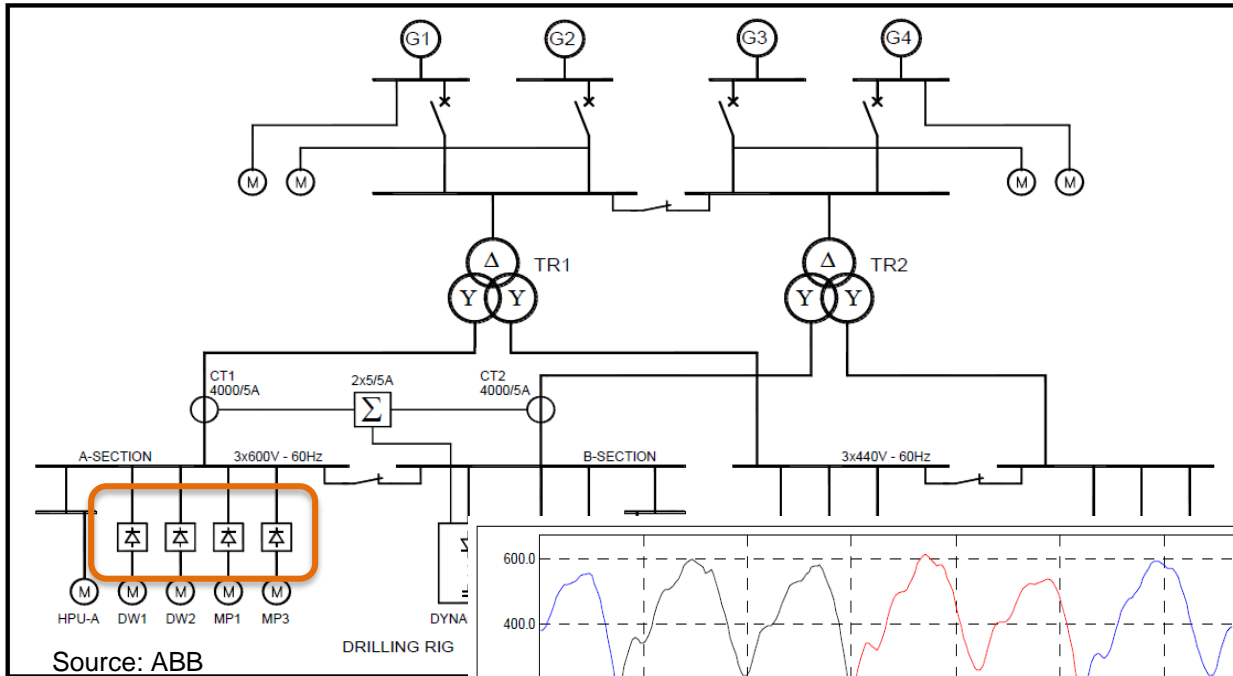 G1 G2 G3 G4
M M M M
Δ TR1 Δ TR2
Y Y Y Y
CT1
4000/5A
2x5/5A
CT2
4000/5A
Σ
A-SECTION 3x600V - 60Hz B-SECTION 3x440V - 60Hz
M M M M M
HPU-A DW1 DW2 MP1 MP3
DYNA
DRILLING RIG
Source: ABB
600.0
400.0